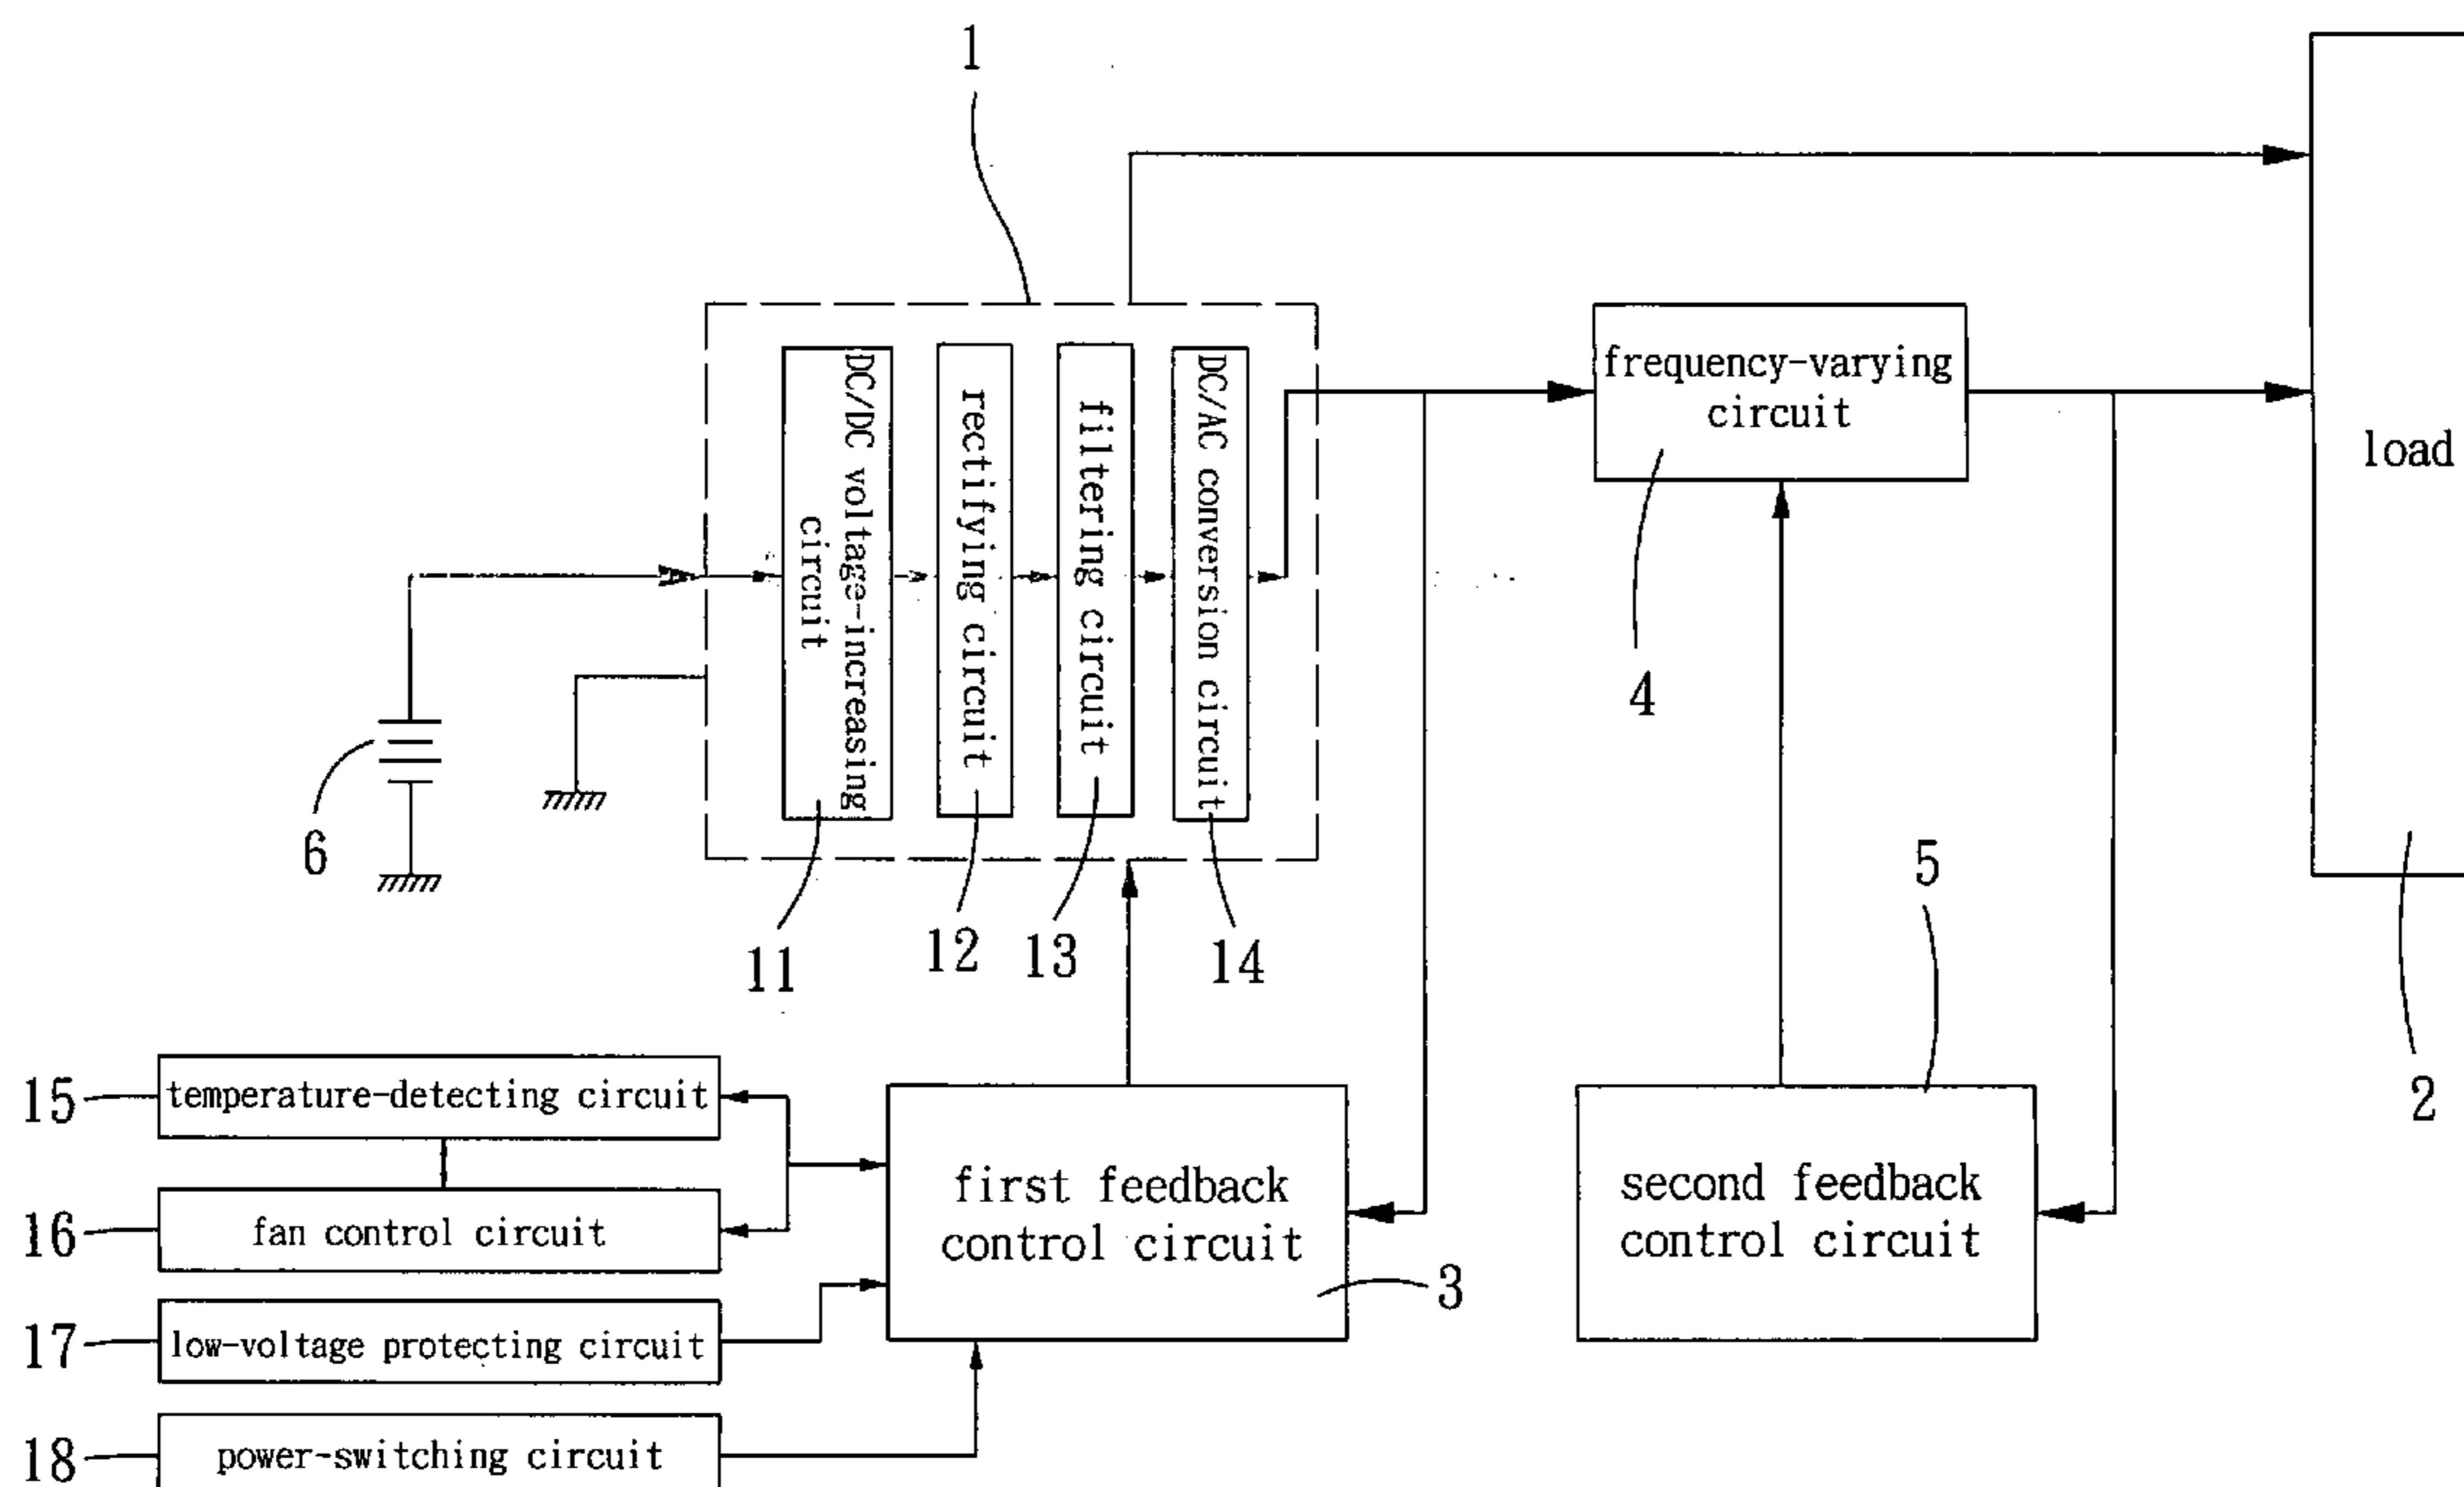 1
frequency-varying
circuit
load
DC/DC voltage-increasing
circuit
rectifying circuit
filtering circuit
DC/AC conversion circuit
4
6
5
11
12
13
14
2
15
temperature-detecting circuit
16
fan control circuit
first feedback
control circuit
3
second feedback
control circuit
17
low-voltage protecting circuit
18
power-switching circuit